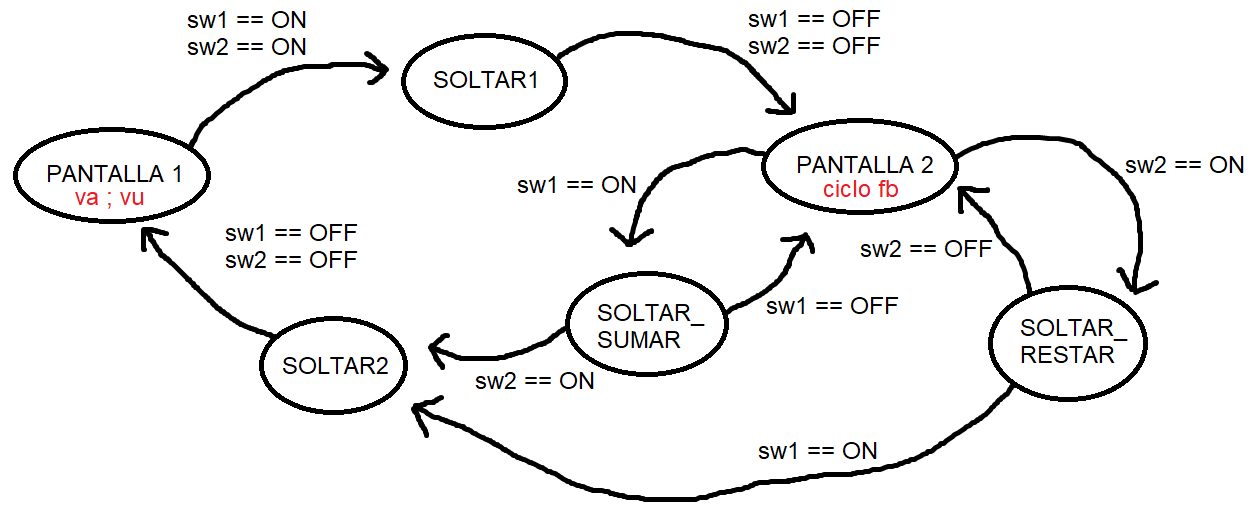 sw1 == ON
sw2 == ON
SOLTAR1
sw1 == OFF
sw2 == OFF
PANTALLA 1
va ; vu
PANTALLA 2
ciclo fb
sw1 == ON
sw2 == ON
sw1 == OFF
sw2 == OFF
sw2 == OFF
sw1 == OFF
SOLTAR_
SUMAR
SOLTAR_
RESTAR
SOLTAR2
sw2 == ON
sw1 == ON